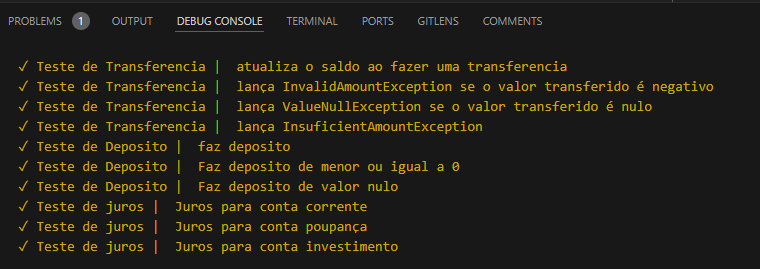 PROBLEMS 1 OUTPUT DEBUG CONSOLE TERMINAL PORTS GITLENS COMMENTS
✓ Teste de Transferencia | atualiza o saldo ao fazer uma transferencia
✓ Teste de Transferencia | lança InvalidAmountException se o valor transferido é negativo
✓ Teste de Transferencia | lança ValueNullException se o valor transferido é nulo
✓ Teste de Transferencia | lança InsuficientAmountException
✓ Teste de Deposito | faz deposito
✓ Teste de Deposito | Faz deposito de menor ou igual a 0
✓ Teste de Deposito | Faz deposito de valor nulo
✓ Teste de juros | Juros para conta corrente
✓ Teste de juros | Juros para conta poupança
✓ Teste de juros | Juros para conta investimento